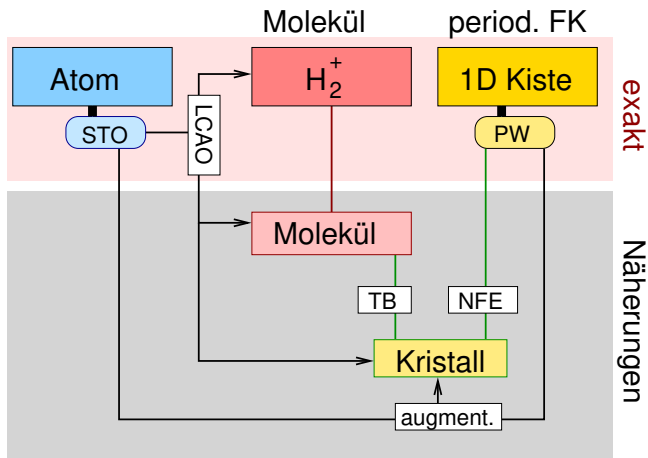 Molekül
period. FK
Atom
H₂⁺
1D Kiste
exakt
STO
LCAO
PW
Molekül
Näherungen
TB
NFE
Kristall
augment.